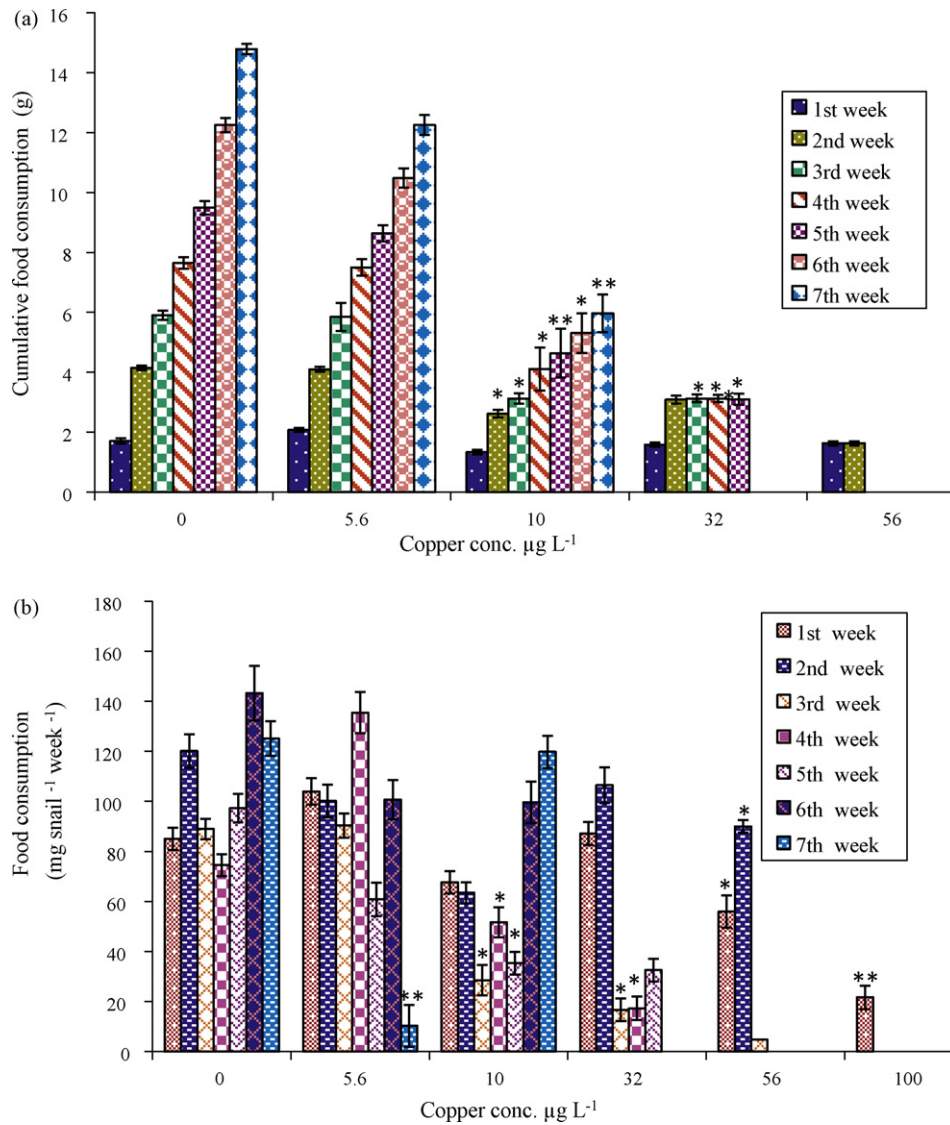 (a)
16
14
12
10
8
6
4
2
0
Cumulative food consumption (g)
* * * ** * **
* * * *
1st week
2nd week
3rd week
4th week
5th week
6th week
7th week
0 5.6 10 32 56
Copper conc. µg L⁻¹
(b)
180
160
140
120
100
80
60
40
20
0
Food consumption
(mg snail ⁻¹ week ⁻¹)
** * * * * * * * **
1st week
2nd week
3rd week
4th week
5th week
6th week
7th week
0 5.6 10 32 56 100
Copper conc. µg L⁻¹